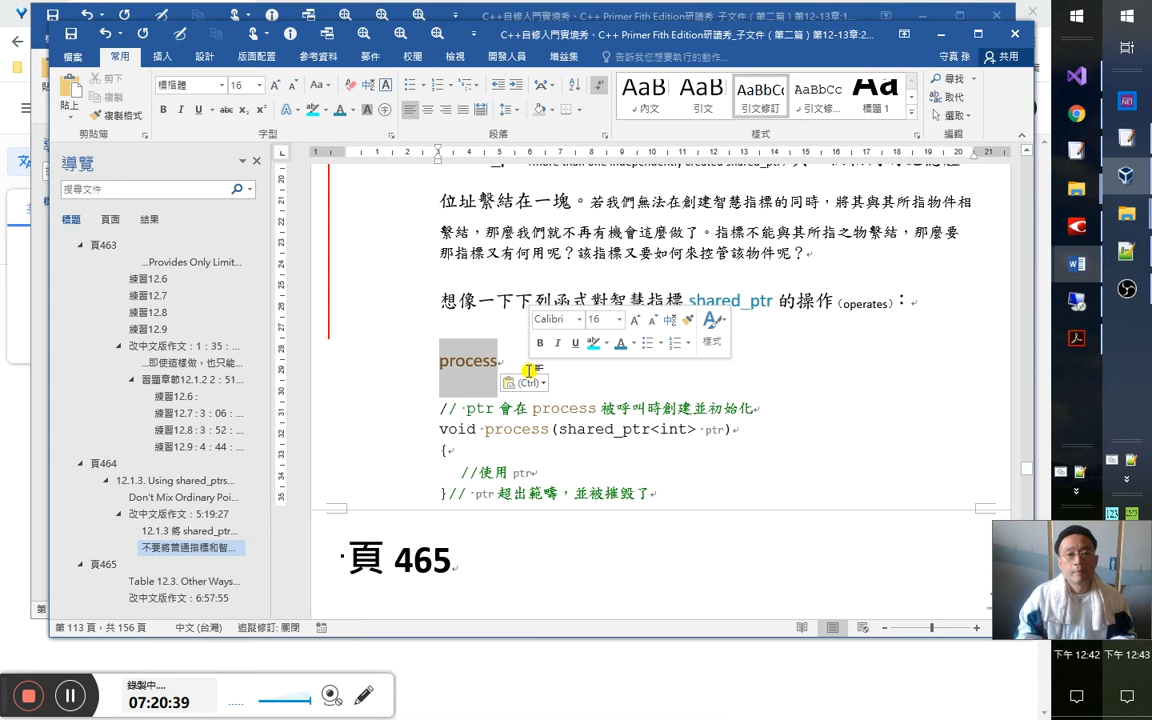 C++自修入門實境秀、C++ Primer Fith Edition研讀秀_子文件（第二篇）第12-13章:2...
檔案 常用 插入 設計 版面配置 參考資料 郵件 校閱 檢視 開發人員 增益集 告訴我您想要執行的動作... 守真 孫 共用
貼上 剪下 複製 複製格式
標楷體 16
AaB AaB AaBbCc AaBbCc Aa
內文 引文 引文修訂 引文修... 標題 1
尋找 取代 選取
剪貼簿 字型 段落 樣式 編輯
導覽
搜尋文件
標題 頁面 結果
頁463
...Provides Only Limit...
練習12.6
練習12.7
練習12.8
練習12.9
改中文版作文：1：35：
...即使這樣做，也只能...
習題章節12.1.2 2：51...
練習12.6 :
練習12.7 : 3：06：...
練習12.8 : 3：52：...
練習12.9 : 4：44：...
頁464
12.1.3. Using shared_ptrs...
Don't Mix Ordinary Poi...
改中文版作文：5:19:27
12.1.3 將 shared_ptr...
不要將普通指標和智...
頁465
Table 12.3. Other Ways...
改中文版作文：6:57:55
位址繫結在一塊。若我們無法在創建智慧指標的同時，將其與其所指物件相
繫結，那麼我們就不再有機會這麼做了。指標不能與其所指之物繫結，那麼要
那指標又有何用呢？該指標又要如何來控管該物件呢？
想像一下下列函式對智慧指標 shared_ptr 的操作（operates）：
Calibri 16
樣式
process
(Ctrl)
// ptr 會在 process 被呼叫時創建並初始化
void process(shared_ptr<int> ptr)
{
//使用 ptr
}// ptr 超出範疇，並被摧毀了
頁 465
第 113 頁，共 156 頁 中文 (台灣) 追蹤修訂: 關閉
錄製中....
07:20:39
下午 12:42 下午 12:43